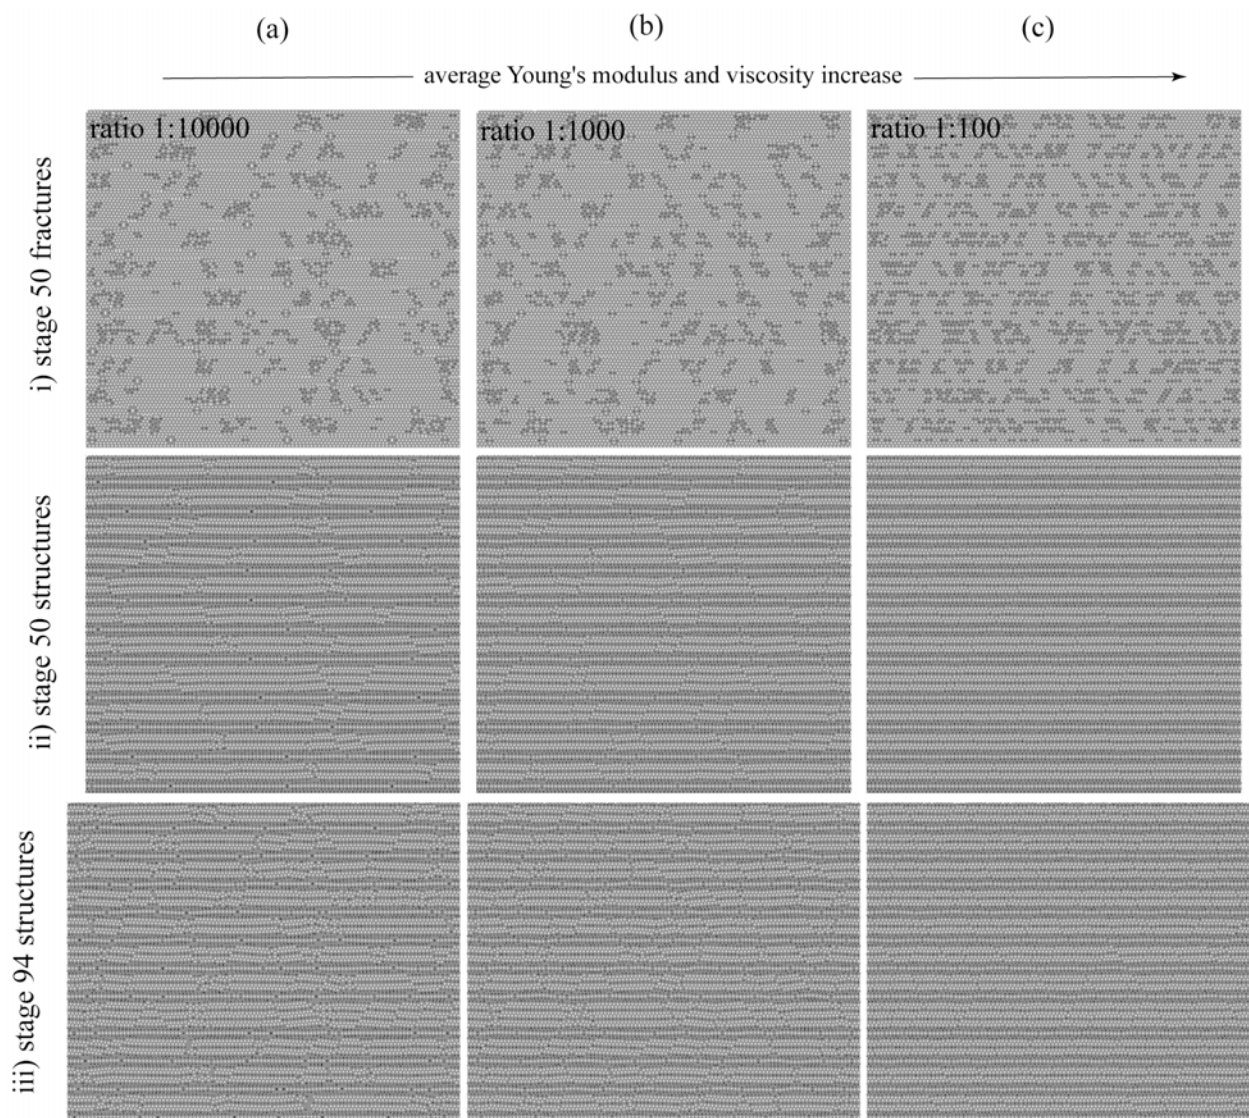 (a)
(b)
(c)
average Young's modulus and viscosity increase
ratio 1:10000
ratio 1:1000
ratio 1:100
i) stage 50 fractures
ii) stage 50 structures
iii) stage 94 structures